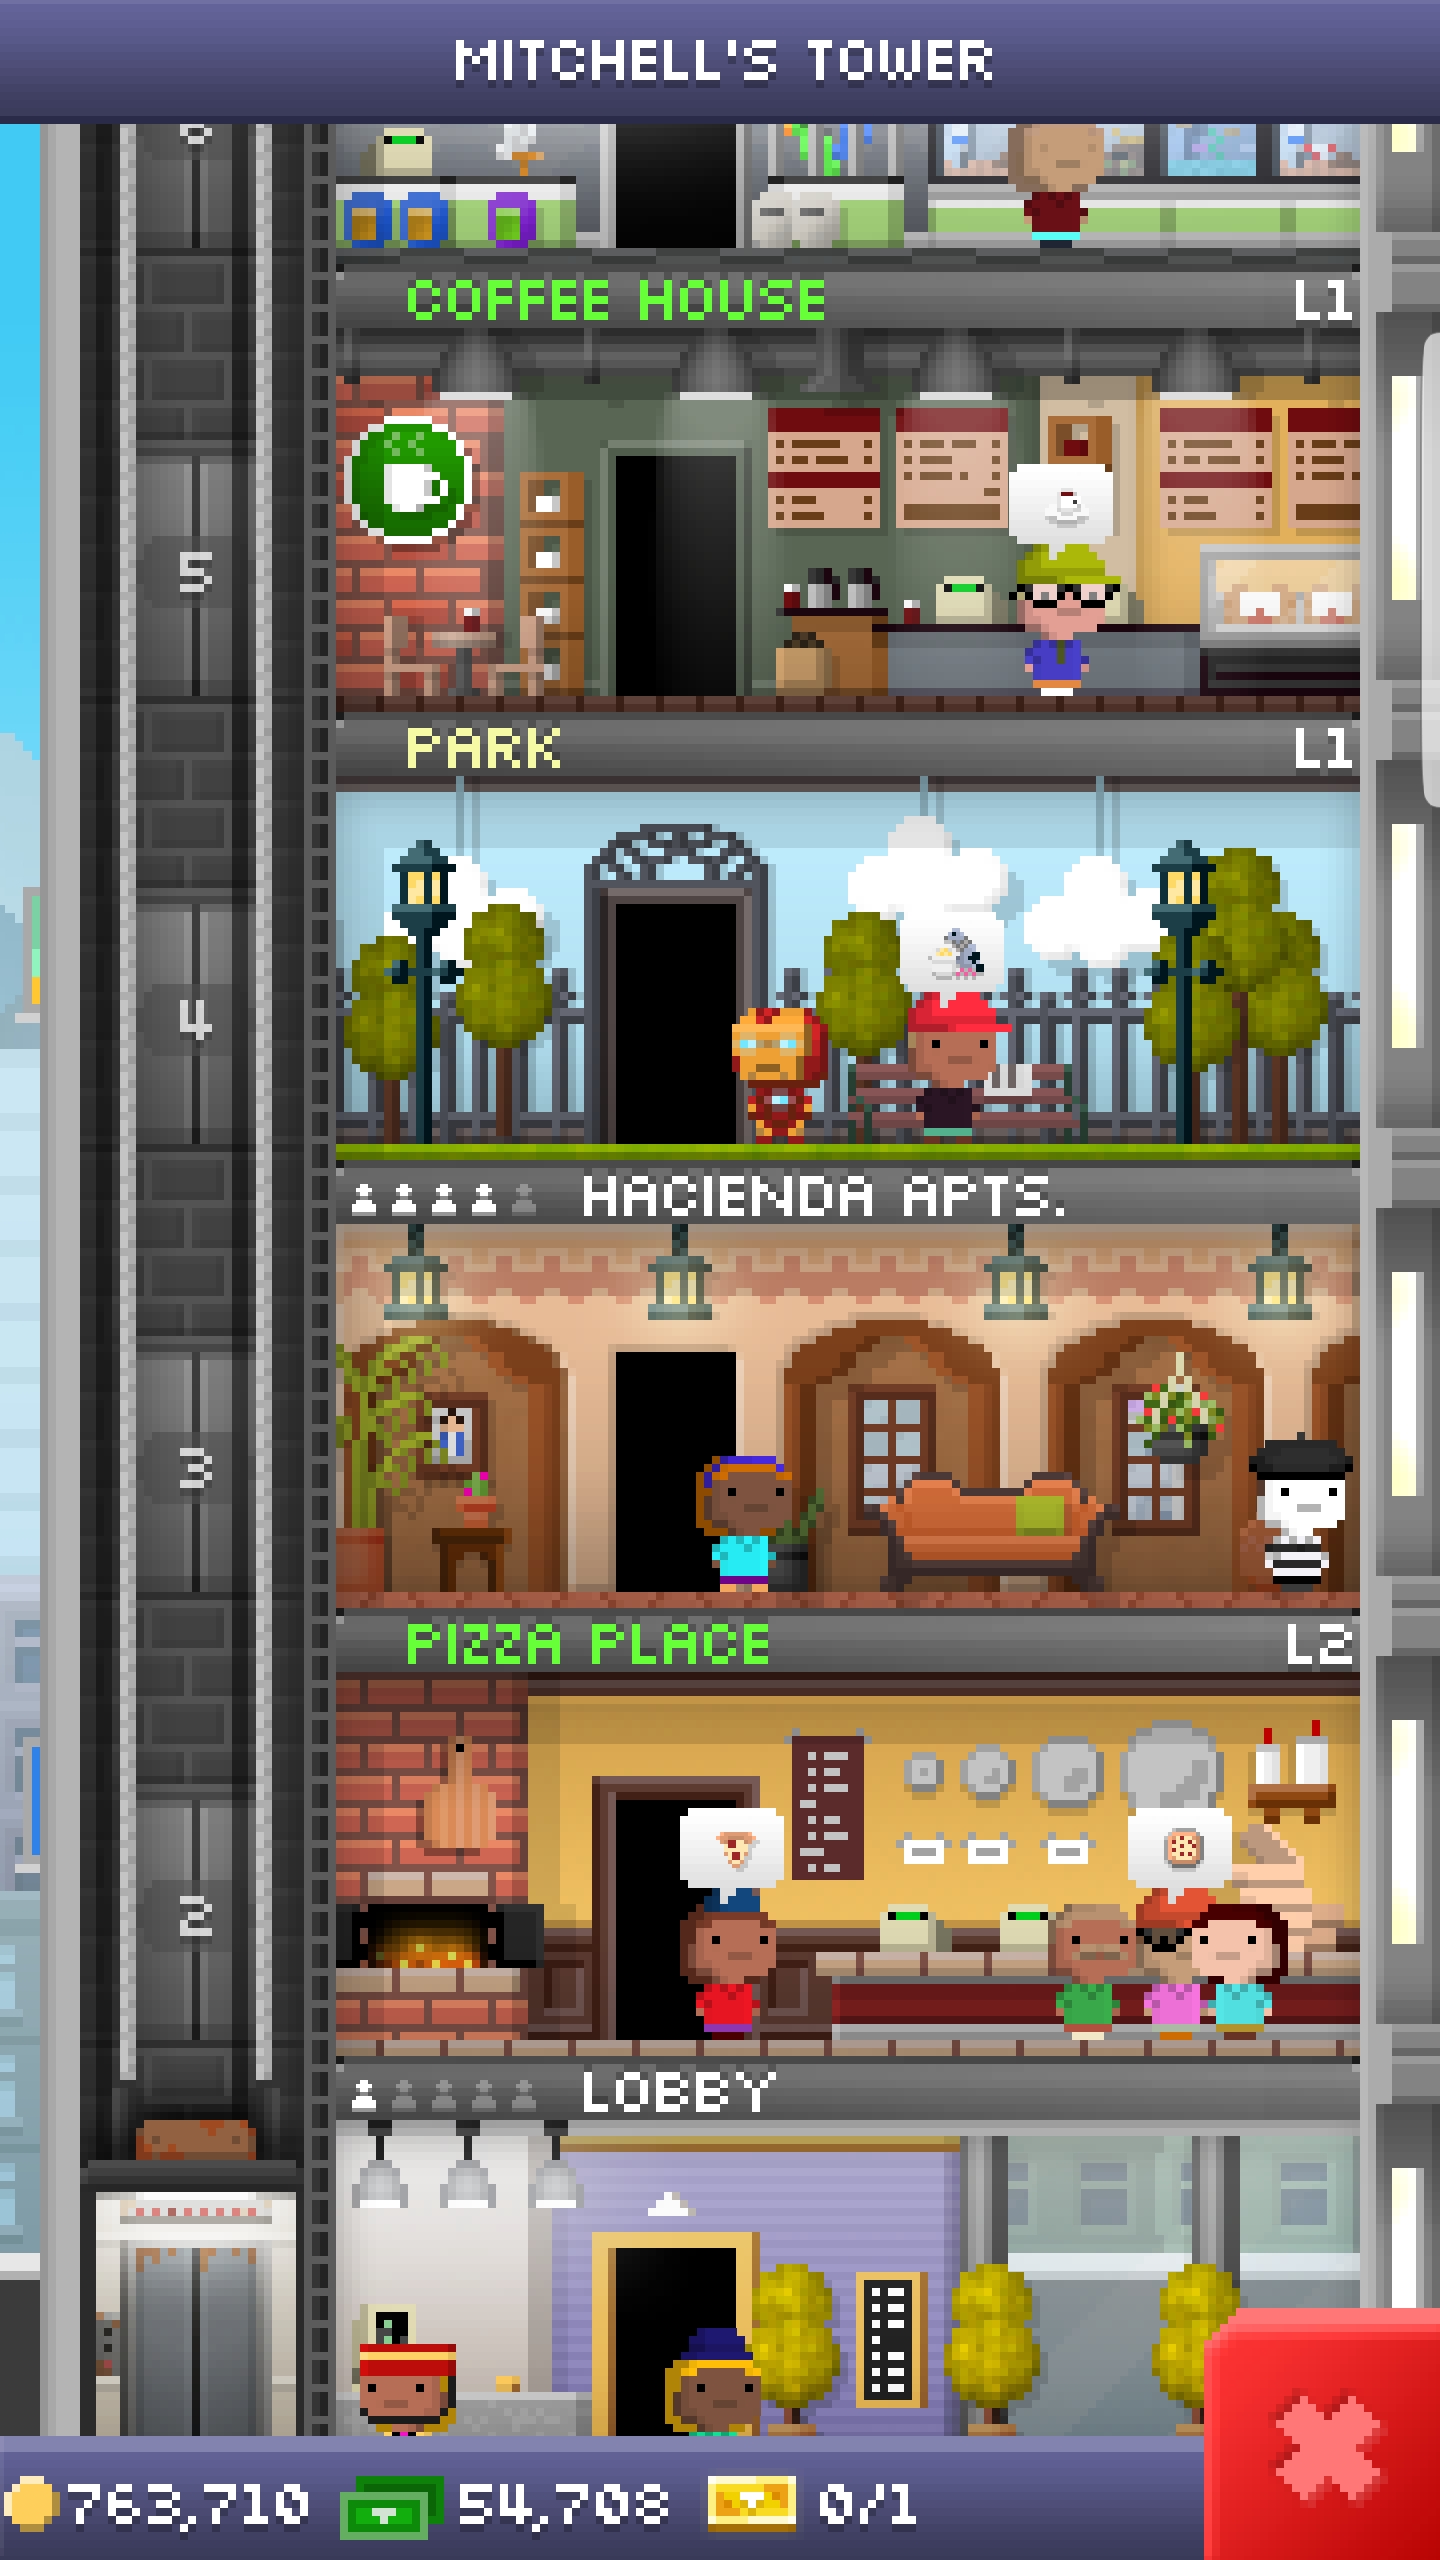 MITCHELL'S TOWER
COFFEE HOUSE L1
5
PARK L1
4
HACIENDA APTS.
3
PIZZA PLACE L2
2
LOBBY
763,710 54,708 0/1